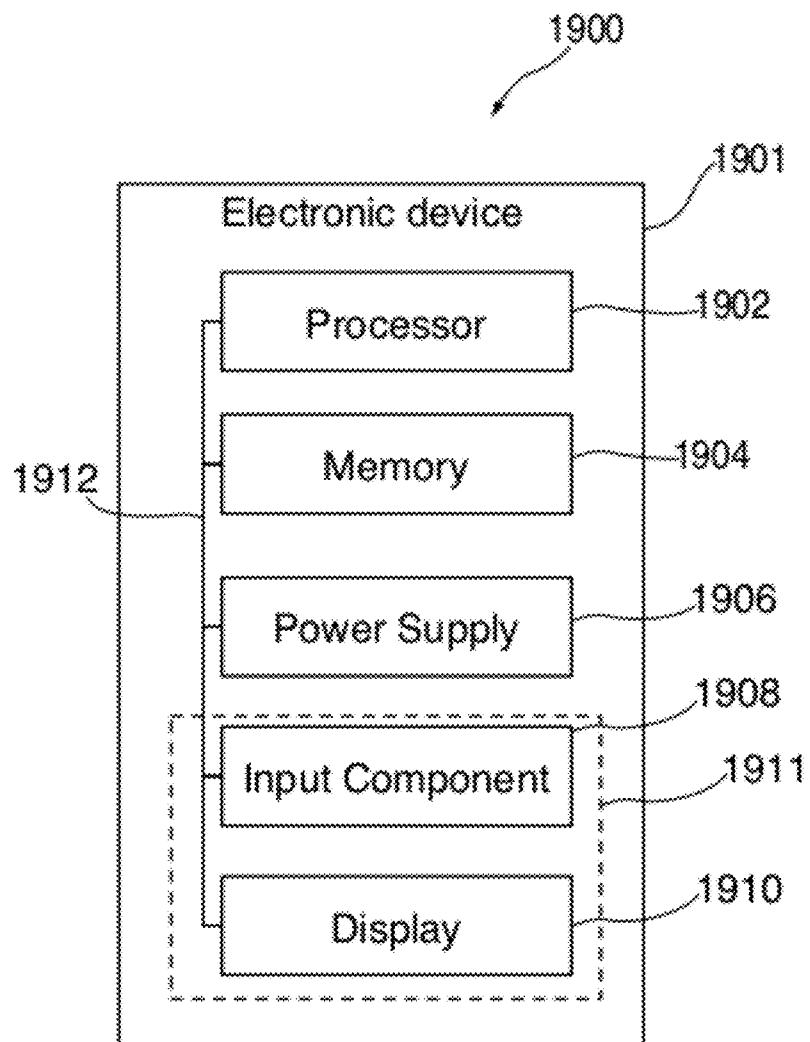 1900
1901
Electronic device
Processor
1902
Memory
1904
1912
Power Supply
1906
1908
Input Component
1911
Display
1910